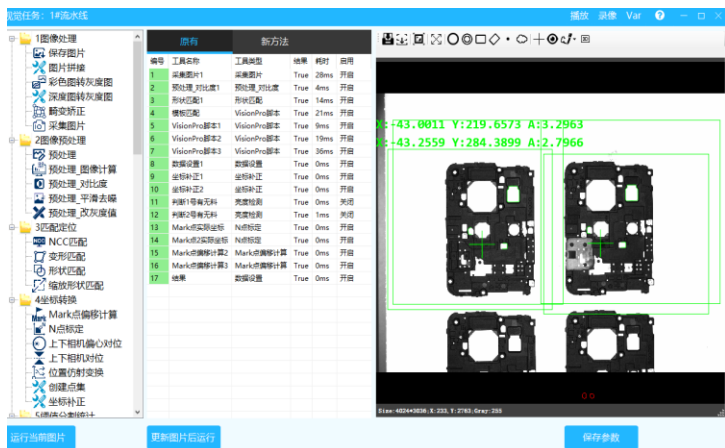 视觉任务: 1#流水线
播放 录像 Var
1图像处理
保存图片
图片拼接
彩色图转灰度图
深度图转灰度图
畸变矫正
采集图片
2图像预处理
预处理
预处理_图像计算
预处理_对比度
预处理_平滑去噪
预处理_改灰度值
3匹配定位
NCC匹配
变形匹配
形状匹配
缩放形状匹配
4坐标转换
Mark点偏移计算
N点标定
上下相机偏心对位
上下相机对位
位置仿射变换
创建点集
坐标补正
5阈值分割统计
原有 新方法
编号 工具名称 工具类型 结果 耗时 启用
1 采集图片1 采集图片 True 28ms 开启
2 预处理_对比度1 预处理_对比度 True 4ms 开启
3 形状匹配1 形状匹配 True 14ms 开启
4 模板匹配 VisionPro脚本 True 21ms 开启
5 VisionPro脚本1 VisionPro脚本 True 9ms 开启
6 VisionPro脚本2 VisionPro脚本 True 19ms 开启
7 VisionPro脚本3 VisionPro脚本 True 36ms 开启
8 数据设置1 数据设置 True 0ms 开启
9 坐标补正1 坐标补正 True 0ms 开启
10 坐标补正2 坐标补正 True 0ms 开启
11 判断1号有无料 亮度检测 True 0ms 关闭
12 判断2号有无料 亮度检测 True 1ms 关闭
13 Mark点实际坐标 N点标定 True 0ms 开启
14 Mark点2实际坐标 N点标定 True 0ms 开启
15 Mark点偏移计算2 Mark点偏移计算 True 0ms 开启
16 Mark点偏移计算3 Mark点偏移计算 True 0ms 开启
17 结果 数据设置 True 0ms 开启
X:-43.0011 Y:219.6573 A:3.2963
X:-43.2559 Y:284.3899 A:2.7966
0 0
Size:4024*3036;X:233,Y:2763;Gray:255
运行当前图片
更新图片后运行
保存参数